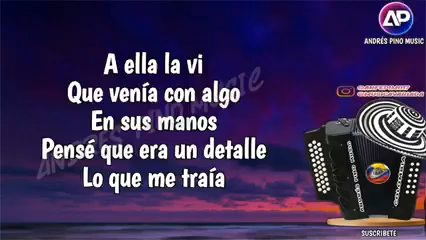 AP
ANDRÉS PINO MUSIC
A ella la vi
Que venía con algo
En sus manos
Pensé que era un detalle
Lo que me traía
ANDRÉS PINO MUSIC
SUSCRIBETE